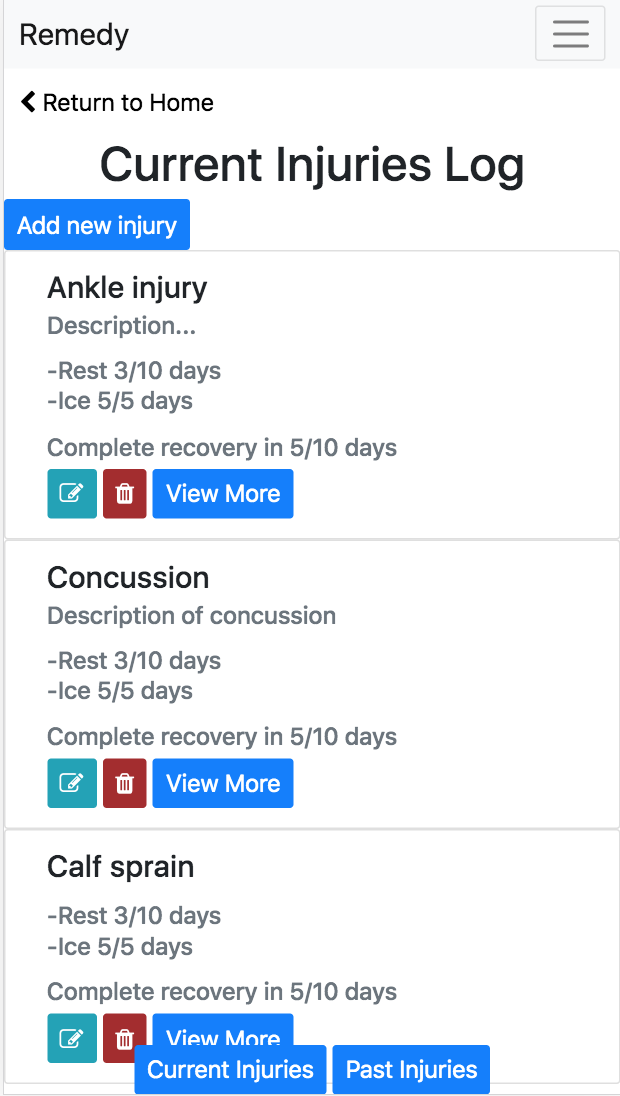 Remedy
Return to Home
Current Injuries Log
Add new injury
Ankle injury
Description...
-Rest 3/10 days
-Ice 5/5 days
Complete recovery in 5/10 days
View More
Concussion
Description of concussion
-Rest 3/10 days
-Ice 5/5 days
Complete recovery in 5/10 days
View More
Calf sprain
-Rest 3/10 days
-Ice 5/5 days
Complete recovery in 5/10 days
View More
Current Injuries Past Injuries